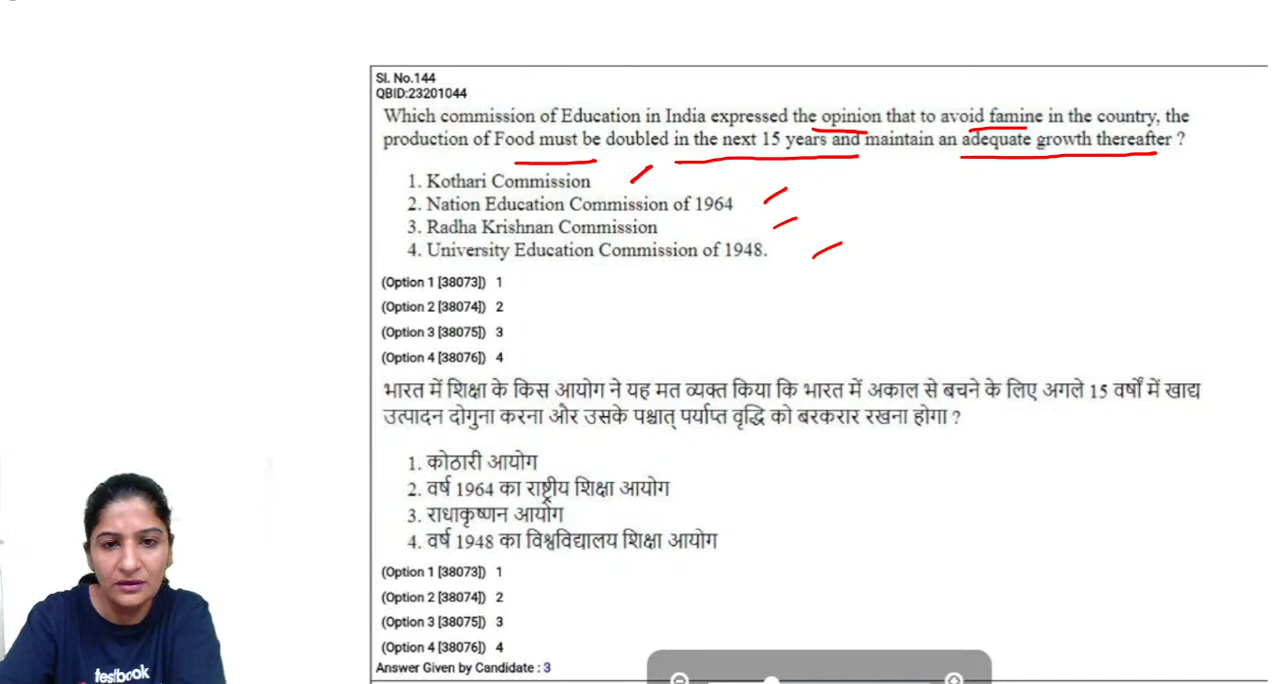 Sl. No.144
QBID:23201044
Which commission of Education in India expressed the opinion that to avoid famine in the country, the
production of Food must be doubled in the next 15 years and maintain an adequate growth thereafter ?
1. Kothari Commission
2. Nation Education Commission of 1964
3. Radha Krishnan Commission
4. University Education Commission of 1948.
(Option 1 [38073]) 1
(Option 2 [38074]) 2
(Option 3 [38075]) 3
(Option 4 [38076]) 4
भारत में शिक्षा के किस आयोग ने यह मत व्यक्त किया कि भारत में अकाल से बचने के लिए अगले 15 वर्षों में खाद्य
उत्पादन दोगुना करना और उसके पश्चात् पर्याप्त वृद्धि को बरकरार रखना होगा ?
1. कोठारी आयोग
2. वर्ष 1964 का राष्ट्रीय शिक्षा आयोग
3. राधाकृष्णन आयोग
4. वर्ष 1948 का विश्वविद्यालय शिक्षा आयोग
(Option 1 [38073]) 1
(Option 2 [38074]) 2
(Option 3 [38075]) 3
(Option 4 [38076]) 4
Answer Given by Candidate : 3
testbook